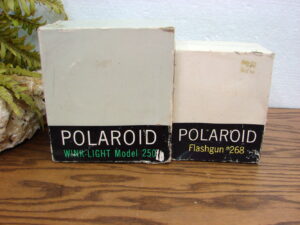 POLAROID
WINK-LIGHT Model 250
POLAROID
Flashgun #268